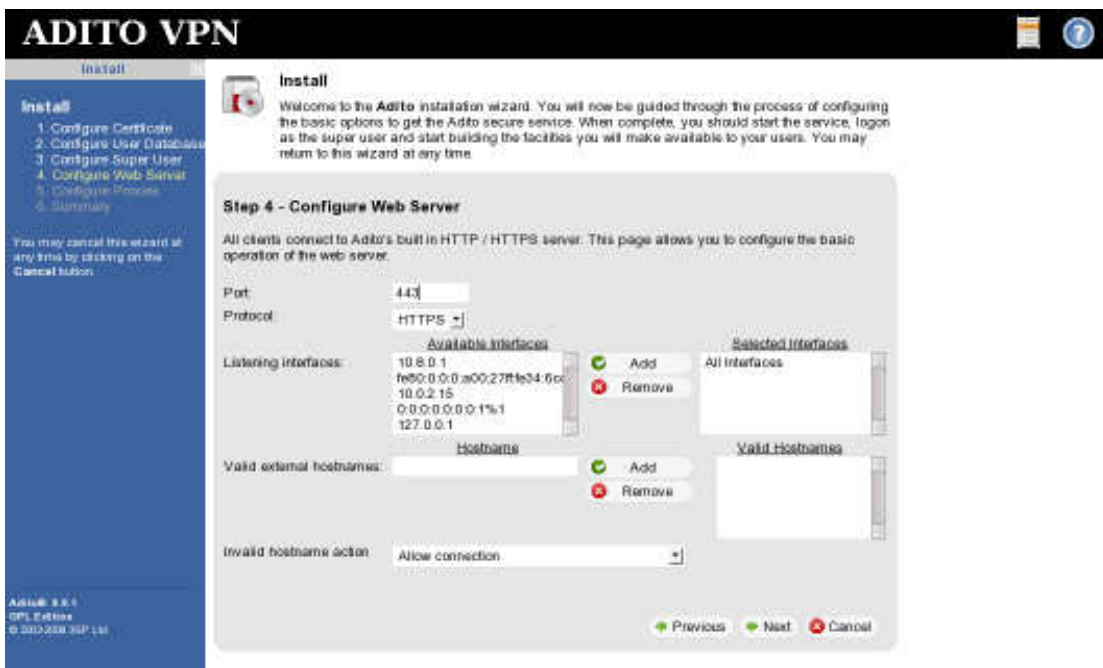 ADITO VPN
Install
Install
1. Configure Certificate
2. Configure User Database
3. Configure Super User
4. Configure Web Server
5. Configure Proxies
6. Summary
You may cancel this wizard at
any time by clicking on the
Cancel button
GPL Edition
Install
Welcome to the Adito installation wizard. You will now be guided through the process of configuring
the basic options to get the Adito secure service. When complete, you should start the service, logon
as the super user and start building the facilities you will make available to your users. You may
return to this wizard at any time.
Step 4 - Configure Web Server
All clients connect to Adito's built in HTTP / HTTPS server. This page allows you to configure the basic
operation of the web server.
Port: 443
Protocol: HTTPS
Available Interfaces Selected Interfaces
Listening interfaces: 10.8.0.1 Add All Interfaces
fe80:0:0:0:a00:27ff:fe34:6cc Remove
10.0.2.15
0:0:0:0:0:0:0:1%1
127.0.0.1
Hostname Valid Hostnames
Valid external hostnames: Add
Remove
Invalid hostname action Allow connection
Previous Next Cancel